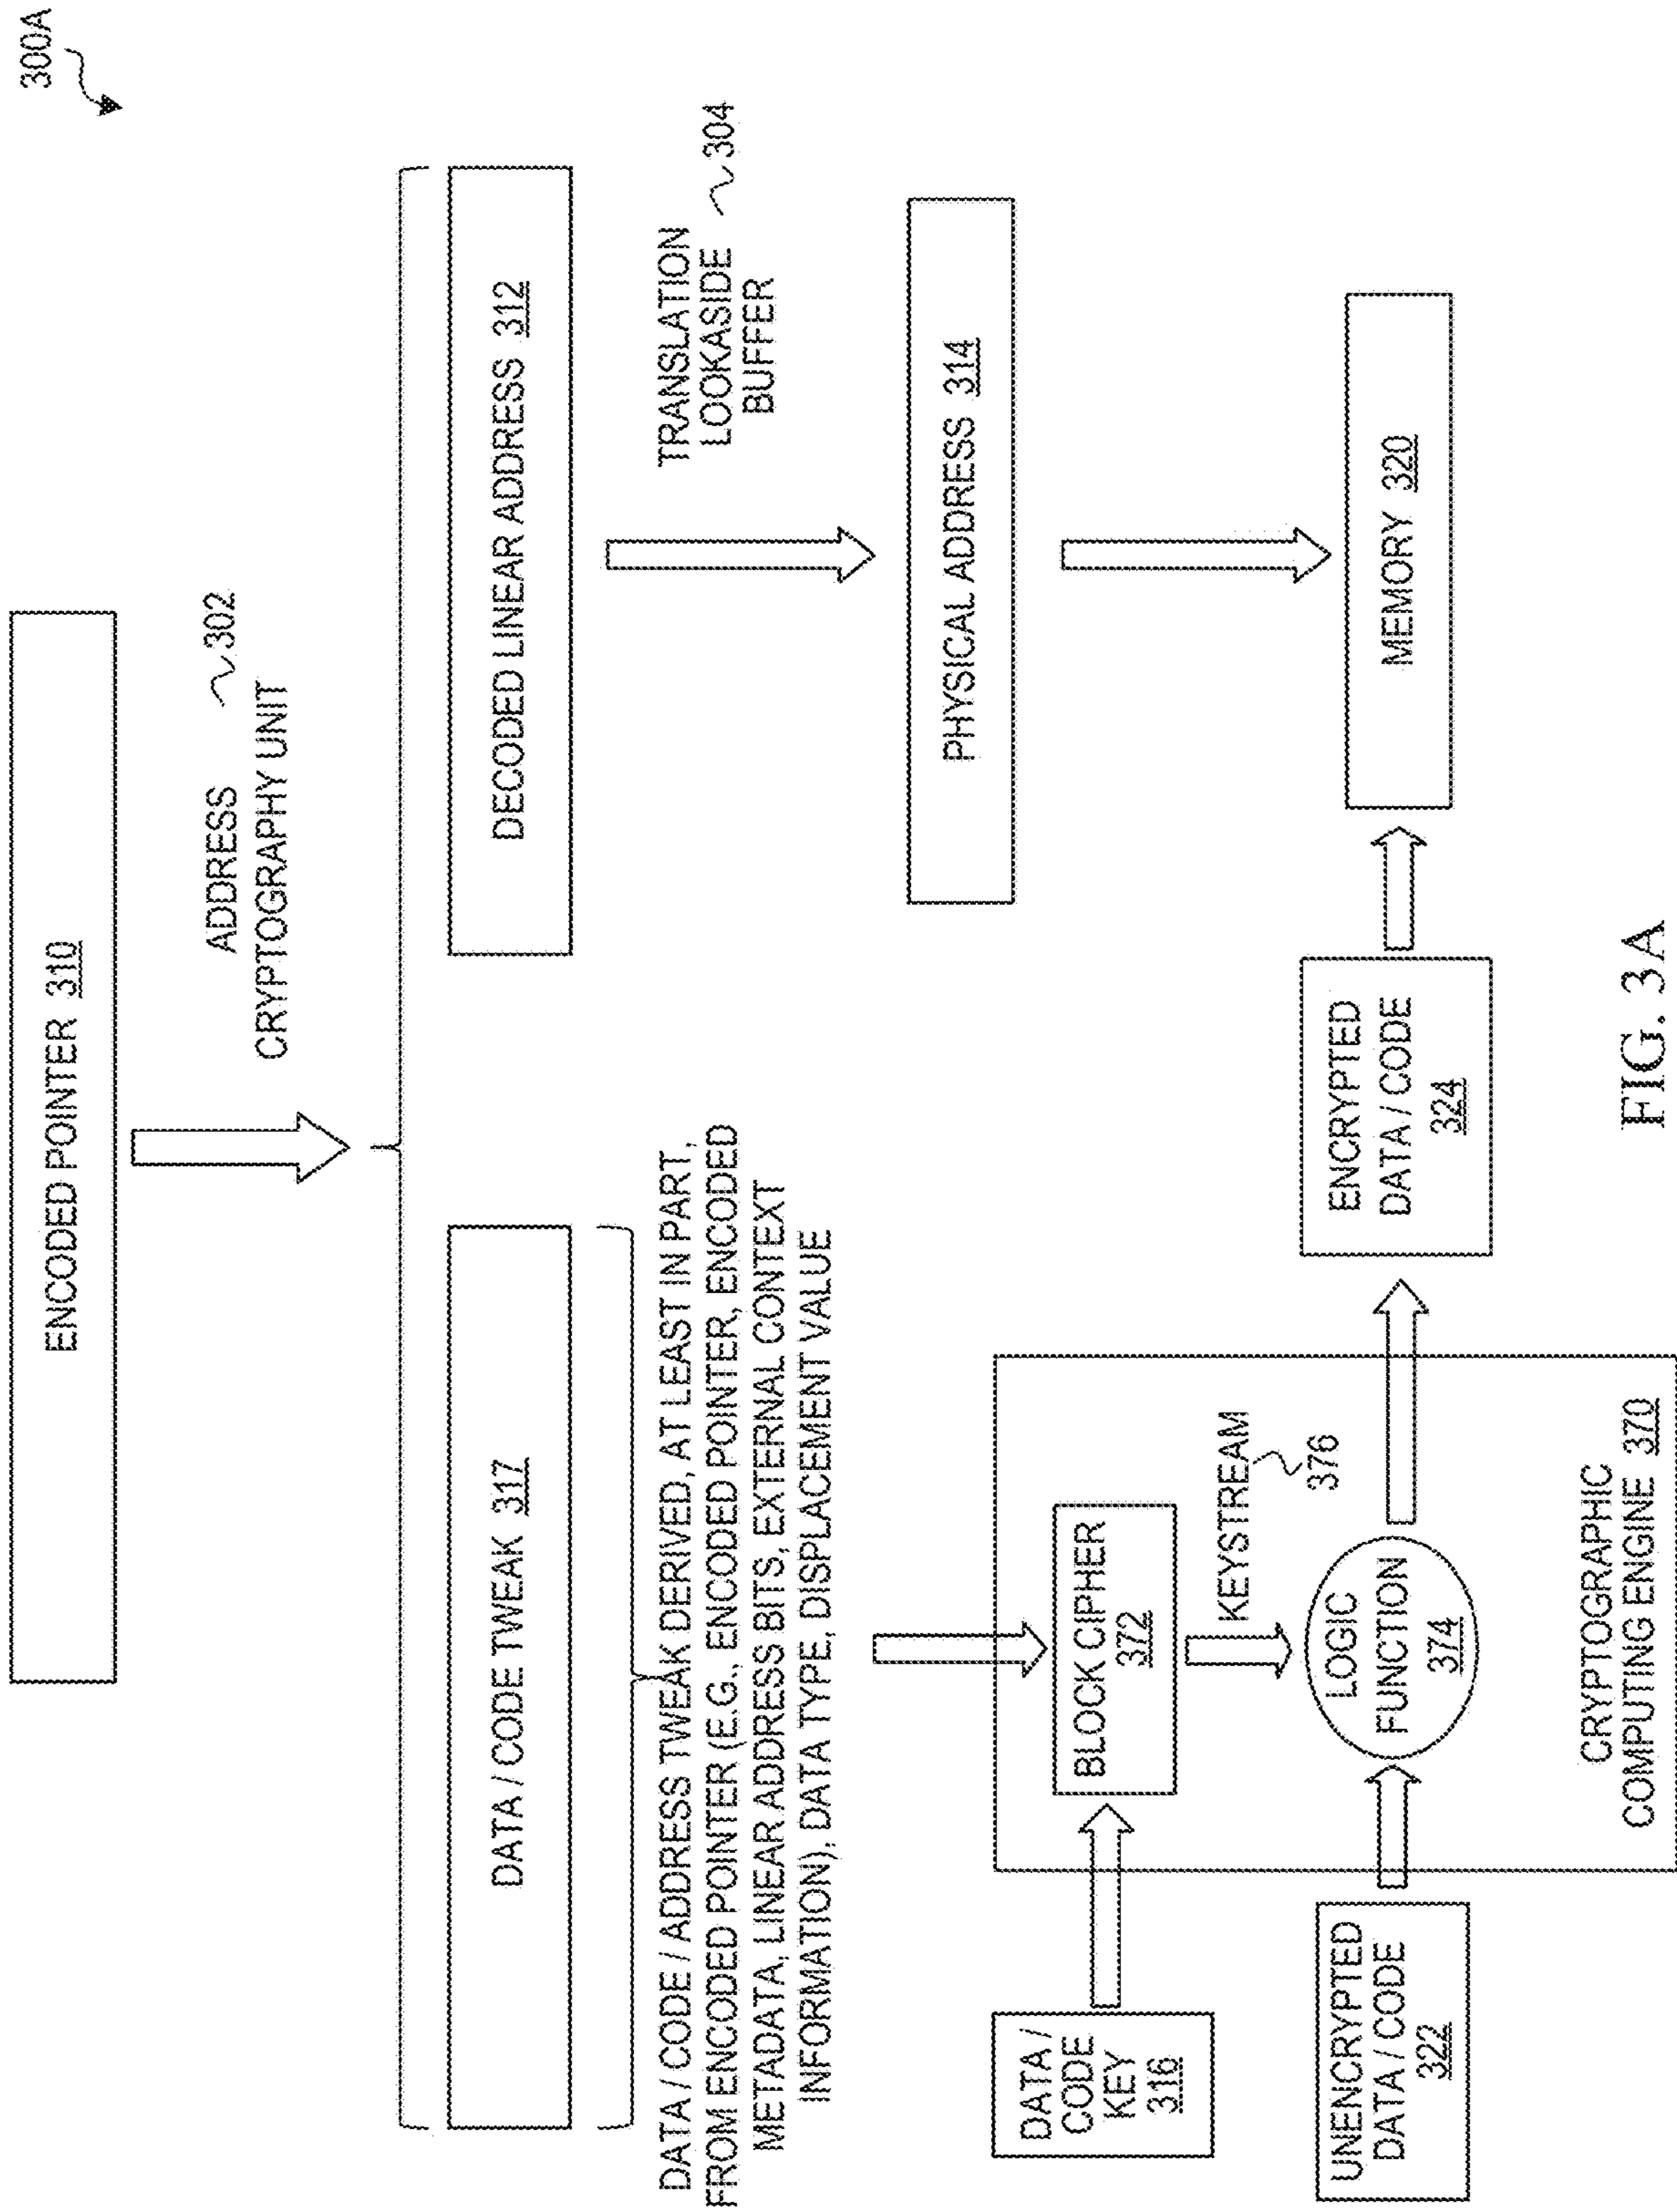 300A
ENCODED POINTER 310
ADDRESS 302
CRYPTOGRAPHY UNIT
DATA / CODE TWEAK 317
DECODED LINEAR ADDRESS 312
DATA / CODE / ADDRESS TWEAK DERIVED, AT LEAST IN PART,
FROM ENCODED POINTER (E.G., ENCODED POINTER, ENCODED
METADATA, LINEAR ADDRESS BITS, EXTERNAL CONTEXT
INFORMATION), DATA TYPE, DISPLACEMENT VALUE
TRANSLATION
LOOKASIDE 304
BUFFER
PHYSICAL ADDRESS 314
DATA /
CODE
KEY
316
BLOCK CIPHER
372
KEYSTREAM
376
UNENCRYPTED
DATA / CODE
322
LOGIC
FUNCTION
374
ENCRYPTED
DATA / CODE
324
MEMORY 320
CRYPTOGRAPHIC
COMPUTING ENGINE 370
FIG. 3A